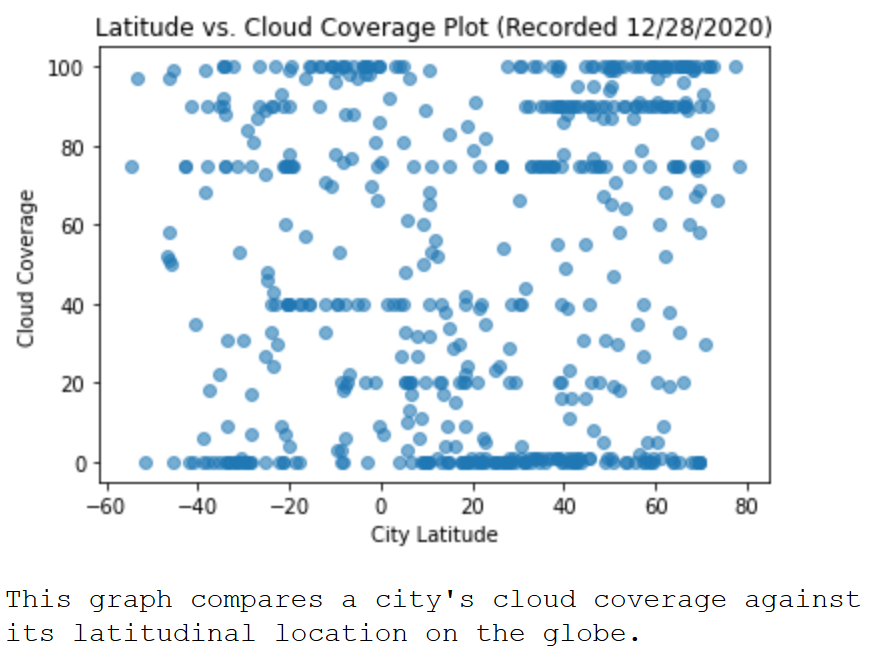 Latitude vs. Cloud Coverage Plot (Recorded 12/28/2020)
100
80
60
40
20
0
Cloud Coverage
−60 −40 −20 0 20 40 60 80
City Latitude
This graph compares a city's cloud coverage against
its latitudinal location on the globe.